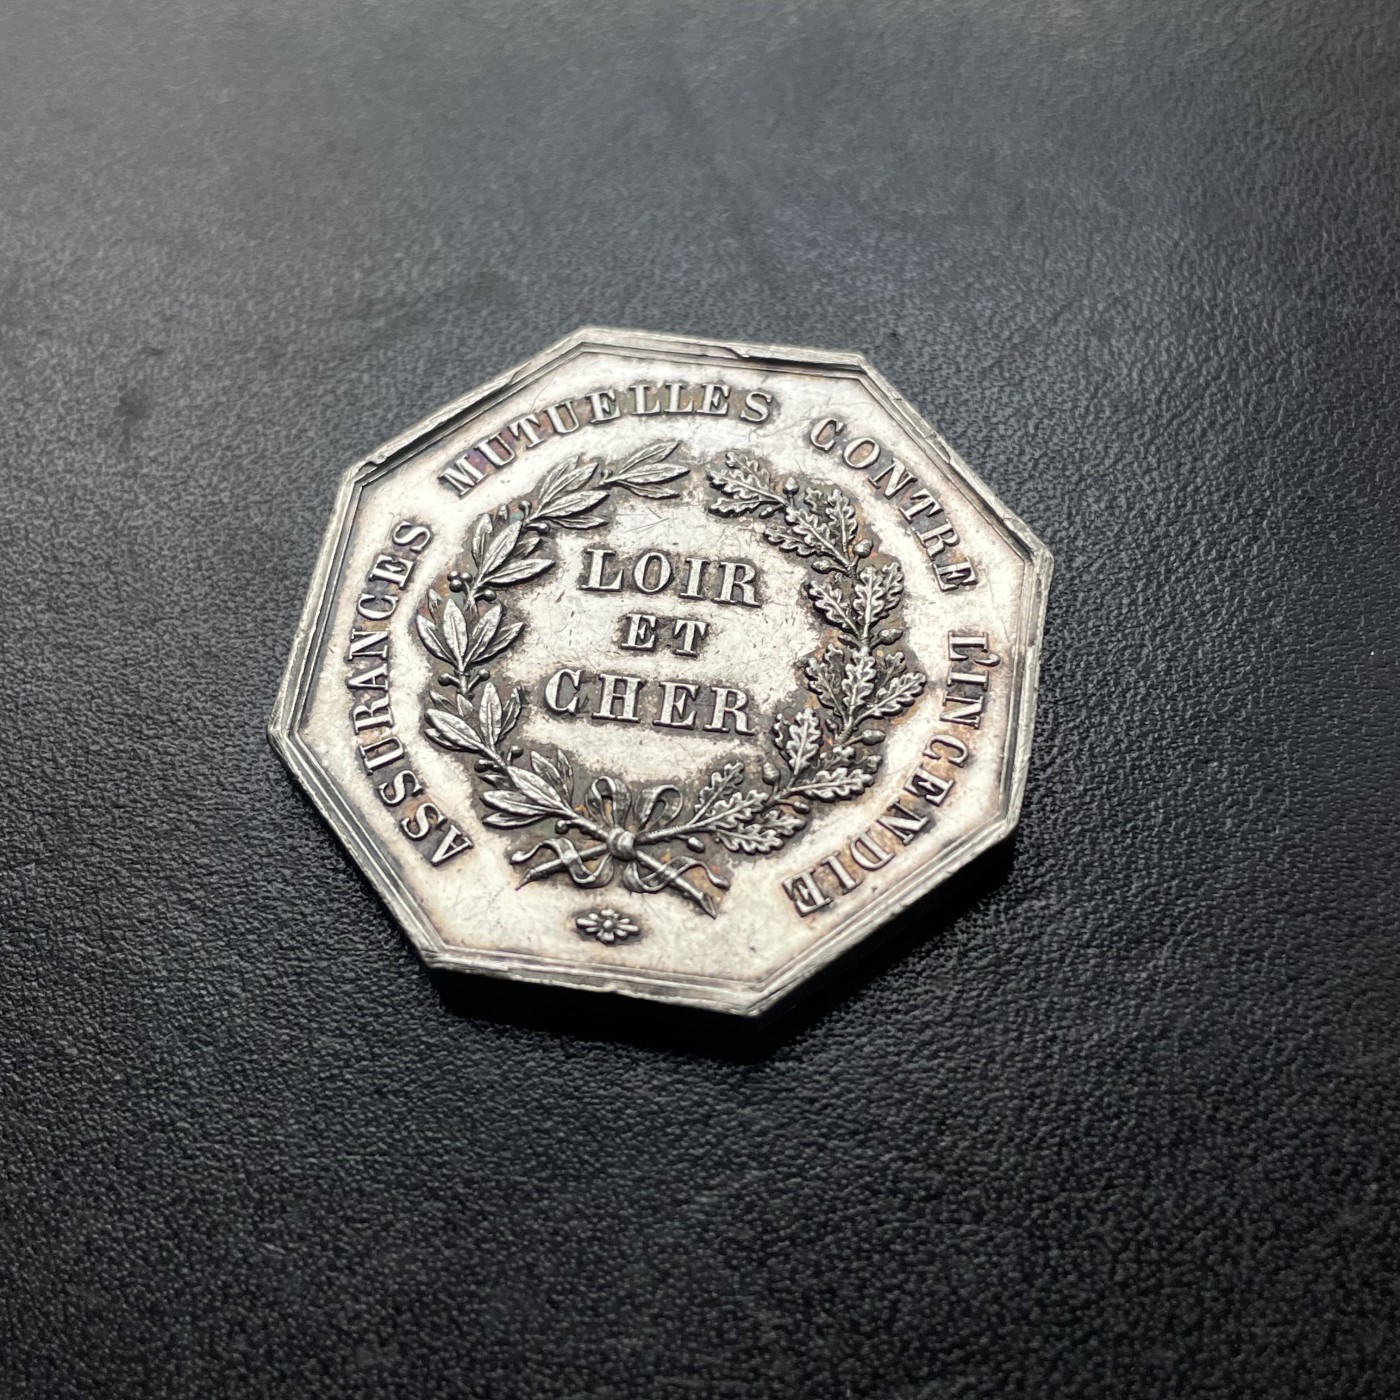 ASSURANCES MUTUELLES CONTRE L'INCENDIE
LOIR
ET
CHER